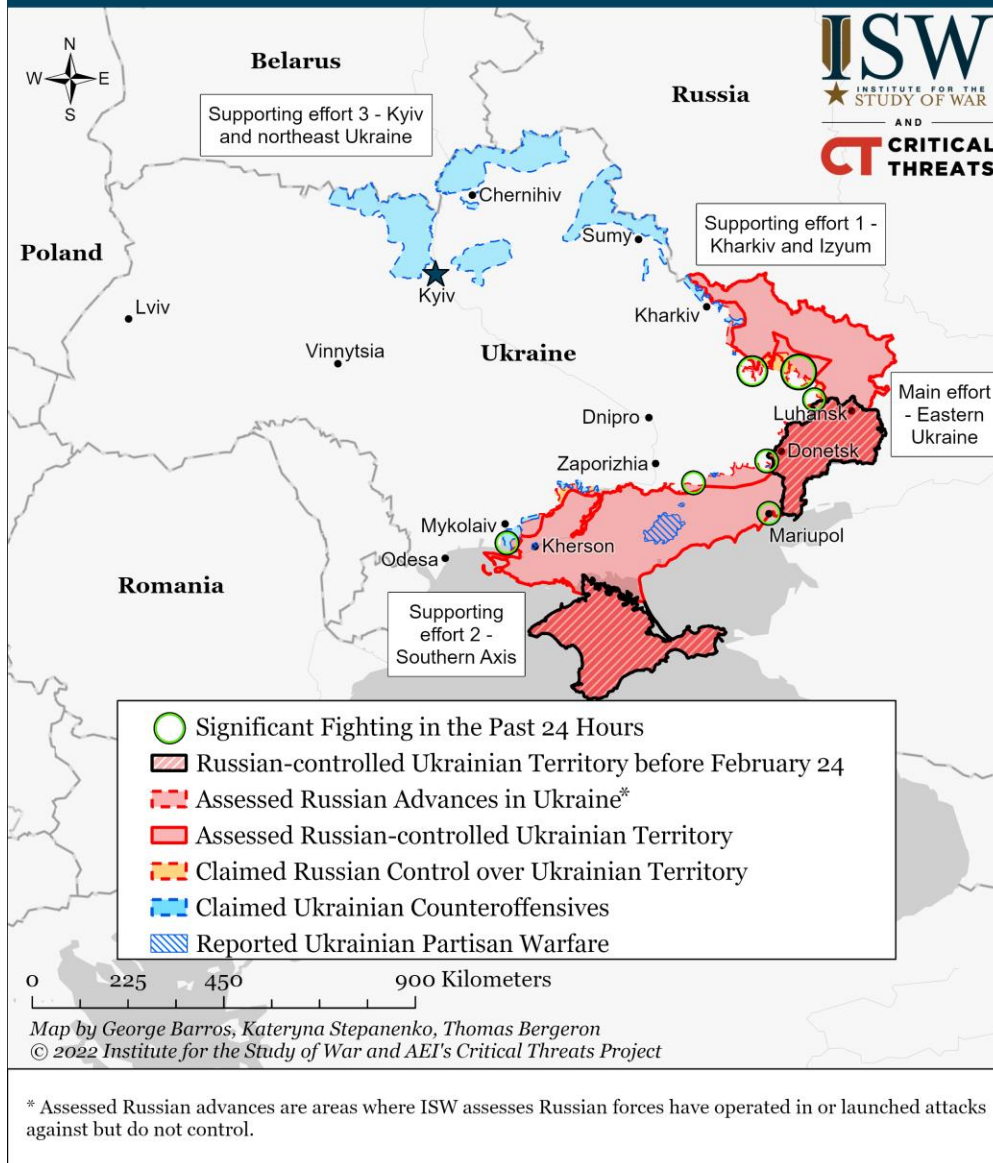 N
W E
S
Belarus
Russia
ISW
INSTITUTE FOR THE
STUDY OF WAR
AND
CT CRITICAL
THREATS
Supporting effort 3 - Kyiv
and northeast Ukraine
Chernihiv
Sumy
Supporting effort 1 -
Kharkiv and Izyum
Poland
Kyiv
Lviv
Kharkiv
Vinnytsia
Ukraine
Main effort
- Eastern
Ukraine
Luhansk
Dnipro
Donetsk
Zaporizhia
Mykolaiv
Mariupol
Kherson
Odesa
Romania
Supporting
effort 2 -
Southern Axis
Significant Fighting in the Past 24 Hours
Russian-controlled Ukrainian Territory before February 24
Assessed Russian Advances in Ukraine*
Assessed Russian-controlled Ukrainian Territory
Claimed Russian Control over Ukrainian Territory
Claimed Ukrainian Counteroffensives
Reported Ukrainian Partisan Warfare
0 225 450 900 Kilometers
Map by George Barros, Kateryna Stepanenko, Thomas Bergeron
© 2022 Institute for the Study of War and AEI's Critical Threats Project
* Assessed Russian advances are areas where ISW assesses Russian forces have operated in or launched attacks
against but do not control.